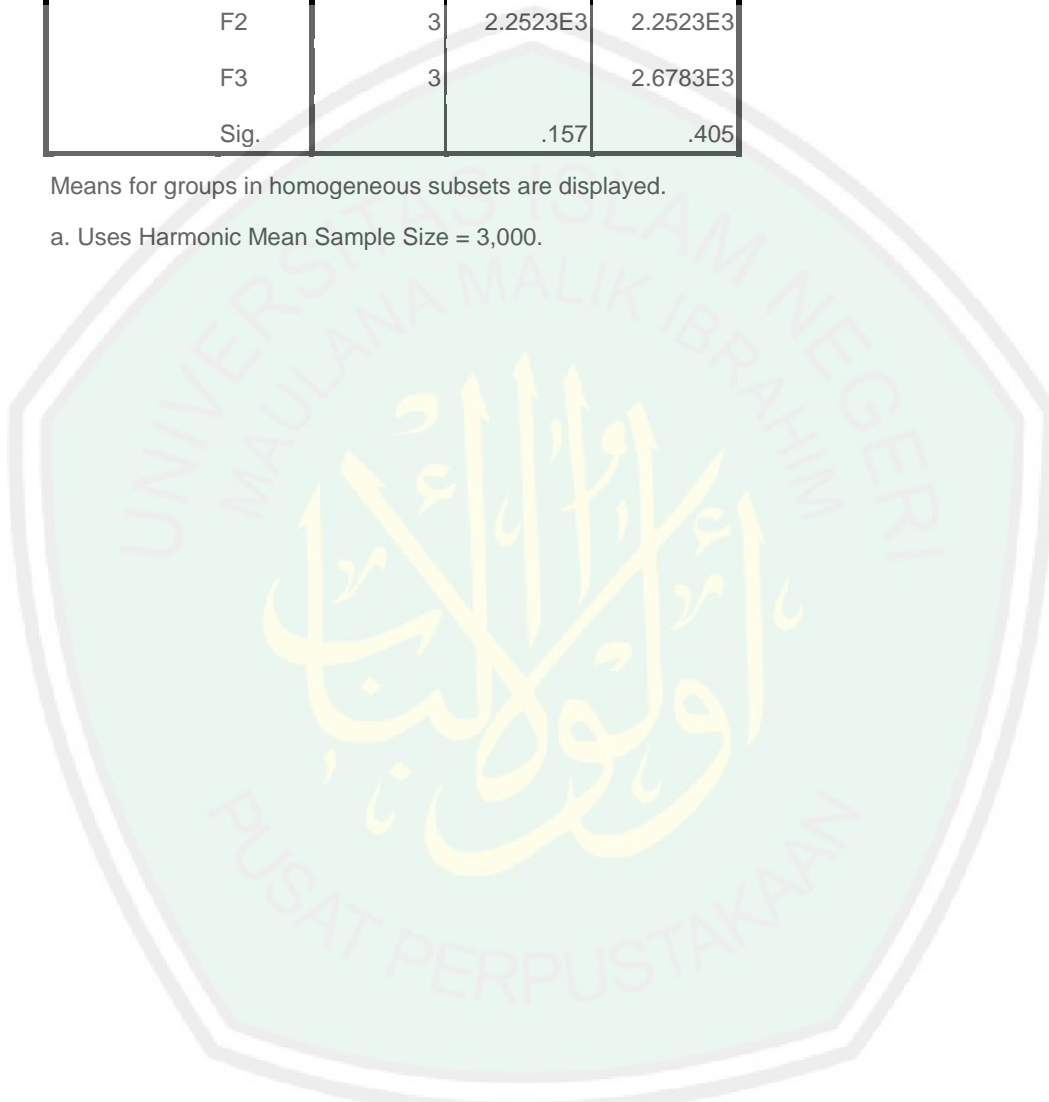 F2 3 2.2523E3 2.2523E3
F3 3 2.6783E3
Sig. .157 .405
Means for groups in homogeneous subsets are displayed.
a. Uses Harmonic Mean Sample Size = 3,000.
UNIVERSITAS ISLAM NEGERI
MAULANA MALIK IBRAHIM
PUSAT PERPUSTAKAAN